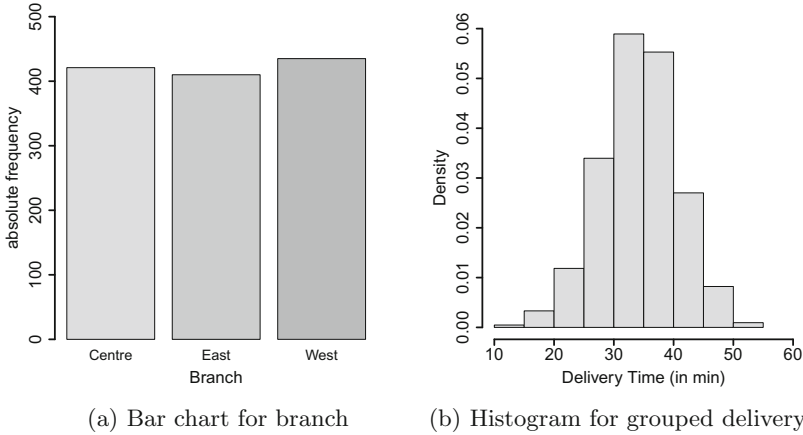 500
400
300
200
100
0
absolute frequency
Centre East West
Branch
(a) Bar chart for branch
0.06
0.05
0.04
0.03
0.02
0.01
0.00
Density
10 20 30 40 50 60
Delivery Time (in min)
(b) Histogram for grouped delivery